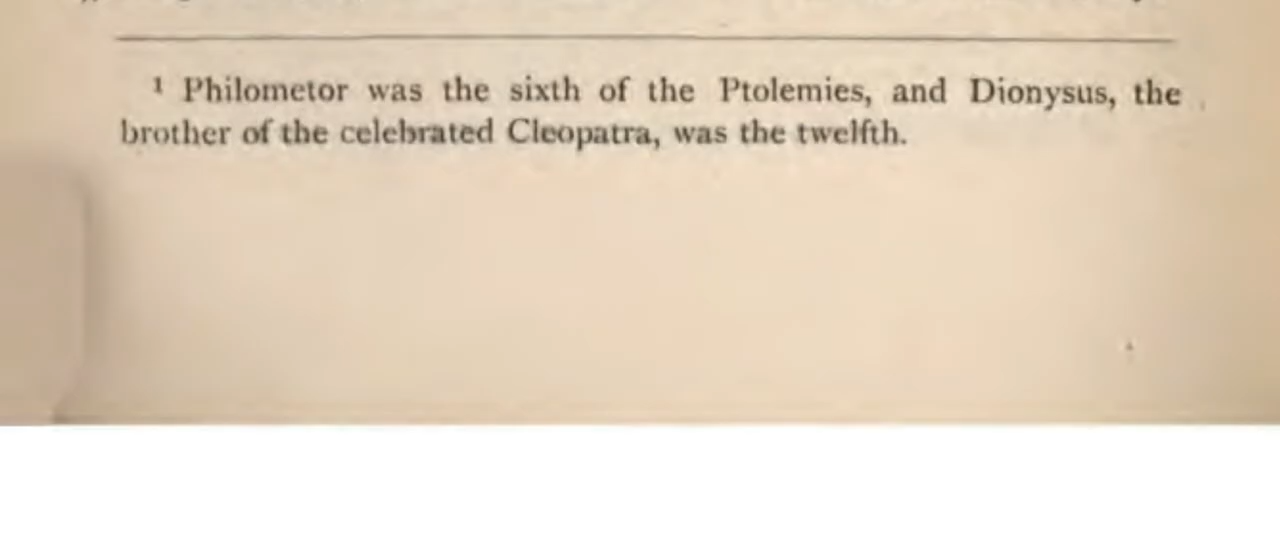 ¹ Philometor was the sixth of the Ptolemies, and Dionysus, the
brother of the celebrated Cleopatra, was the twelfth.